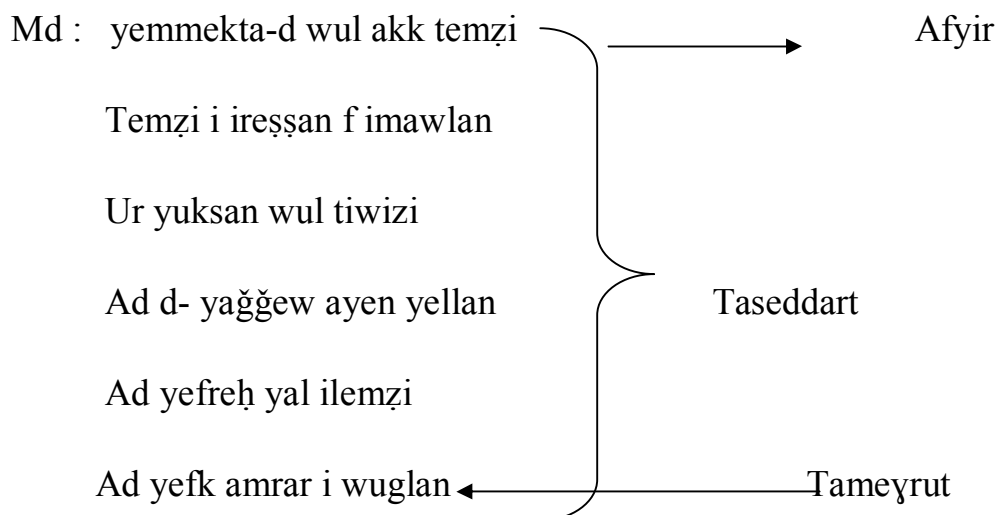 Md : yemmekta-d wul akk temẓi Afyir
Temẓi i ireṣṣan f imawlan
Ur yuksan wul tiwizi
Ad d- yaǧǧew ayen yellan Taseddart
Ad yefreḥ yal ilemẓi
Ad yefk amrar i wuglan Tameɣrut